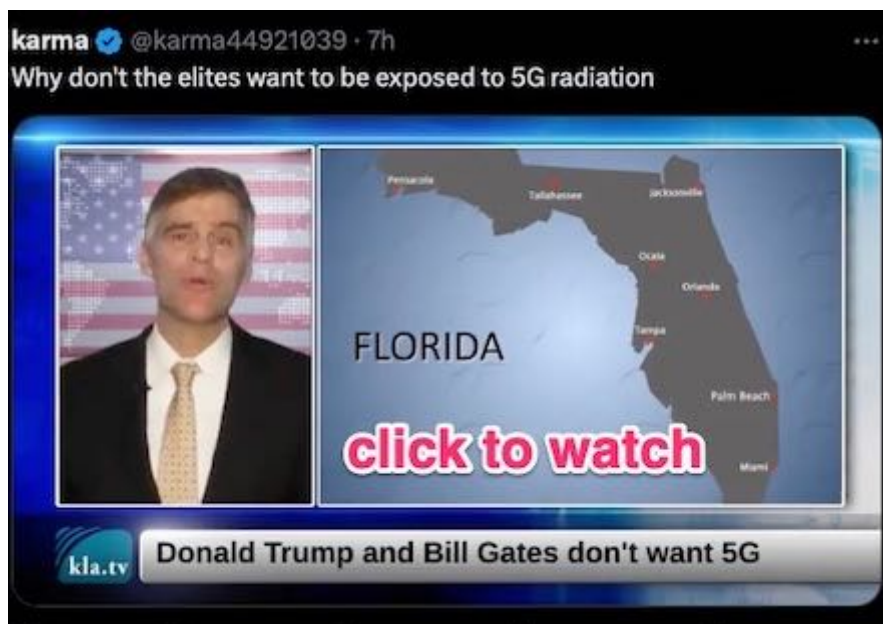 karma @karma44921039 · 7h
Why don't the elites want to be exposed to 5G radiation
Pensacola
Tallahassee
Jacksonville
Ocala
Orlando
Tampa
FLORIDA
Palm Beach
click to watch
Miami
kla.tv
Donald Trump and Bill Gates don't want 5G